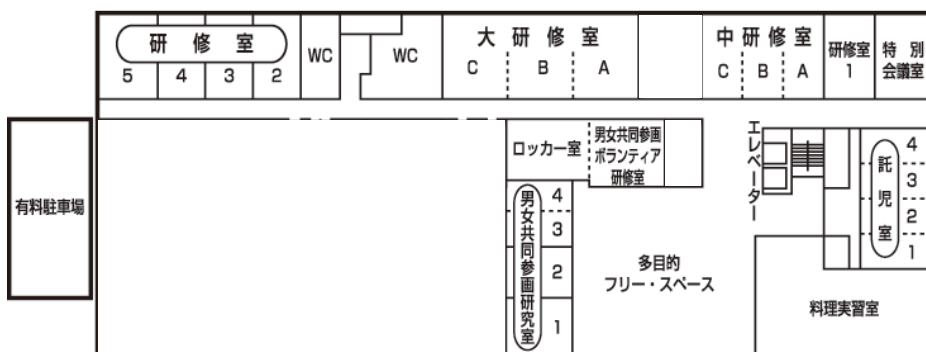 研修室
5 4 3 2
WC
WC
大研修室
C B A
中研修室
C B A
研修室
1
特別
会議室
有料駐車場
ロッカー室
男女共同参画
ボランティア
研修室
エレベーター
託児室
4
3
2
1
男女共同参画研究室
4
3
2
1
多目的
フリー・スペース
料理実習室